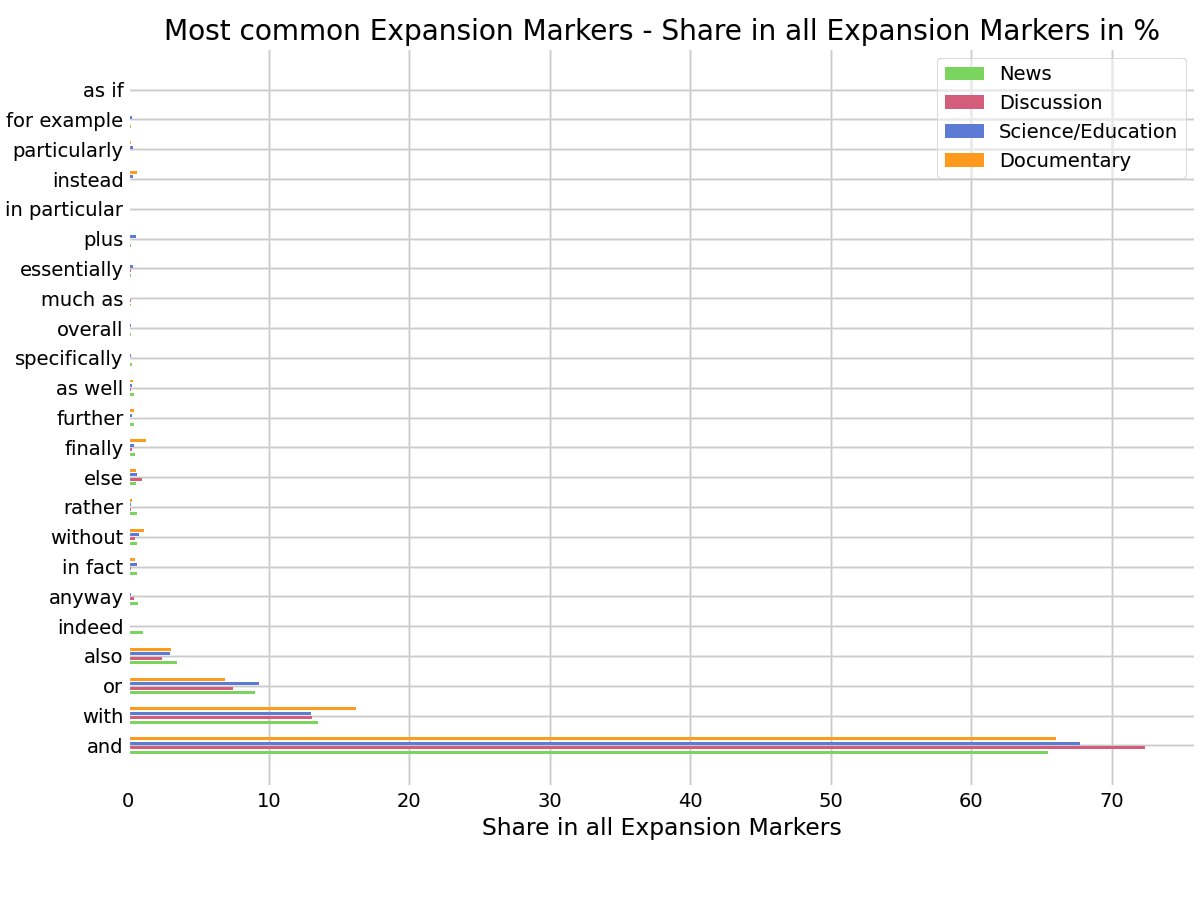 Most common Expansion Markers - Share in all Expansion Markers in %
News
Discussion
Science/Education
Documentary
as if
for example
particularly
instead
in particular
plus
essentially
much as
overall
specifically
as well
further
finally
else
rather
without
in fact
anyway
indeed
also
or
with
and
0 10 20 30 40 50 60 70
Share in all Expansion Markers